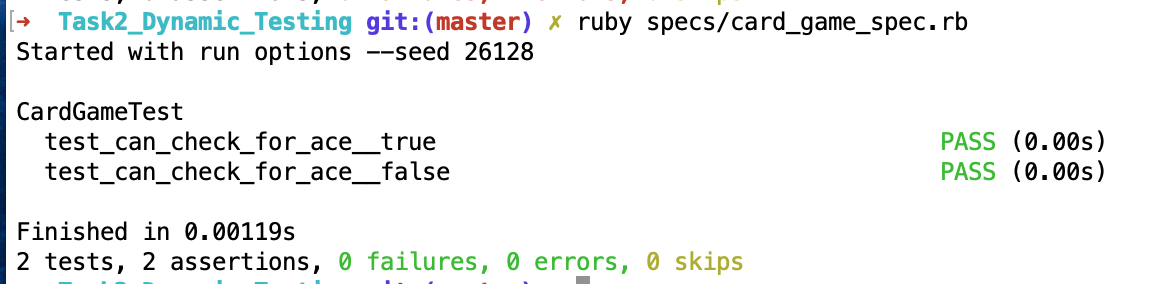 [➜  Task2_Dynamic_Testing git:(master) ✗ ruby specs/card_game_spec.rb
Started with run options --seed 26128
CardGameTest
test_can_check_for_ace__true PASS (0.00s)
test_can_check_for_ace__false PASS (0.00s)
Finished in 0.00119s
2 tests, 2 assertions, 0 failures, 0 errors, 0 skips